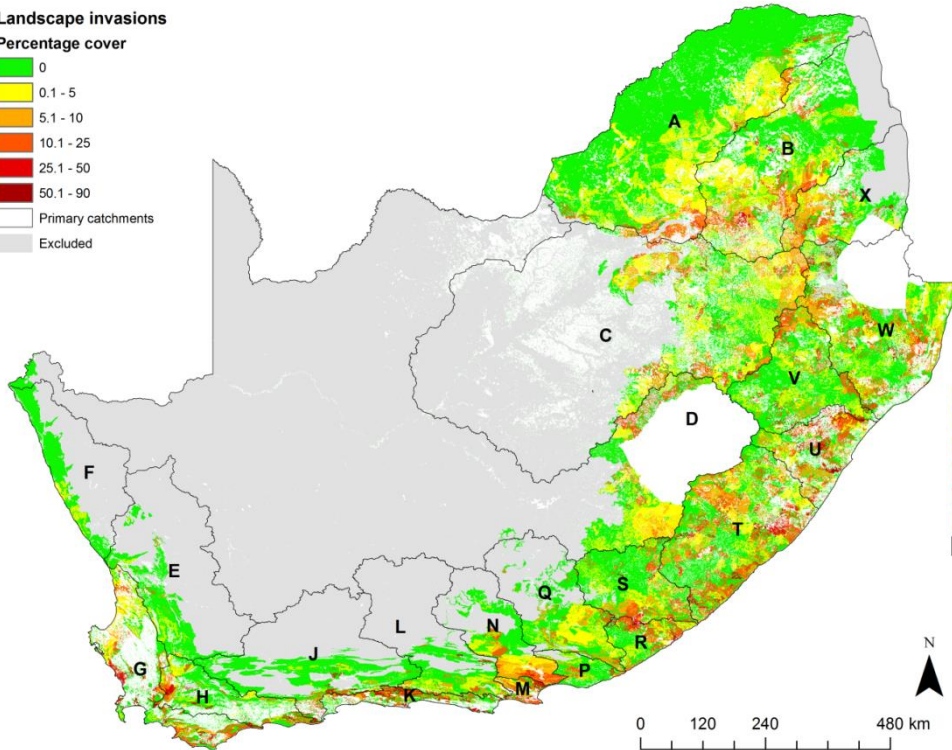 Landscape invasions
Percentage cover
0
0.1 - 5
5.1 - 10
10.1 - 25
25.1 - 50
50.1 - 90
Primary catchments
Excluded
A
B
X
C
W
V
D
U
F
T
E
S
Q
N
L
R
J
P
G
M
K
H
N
0 120 240 480 km